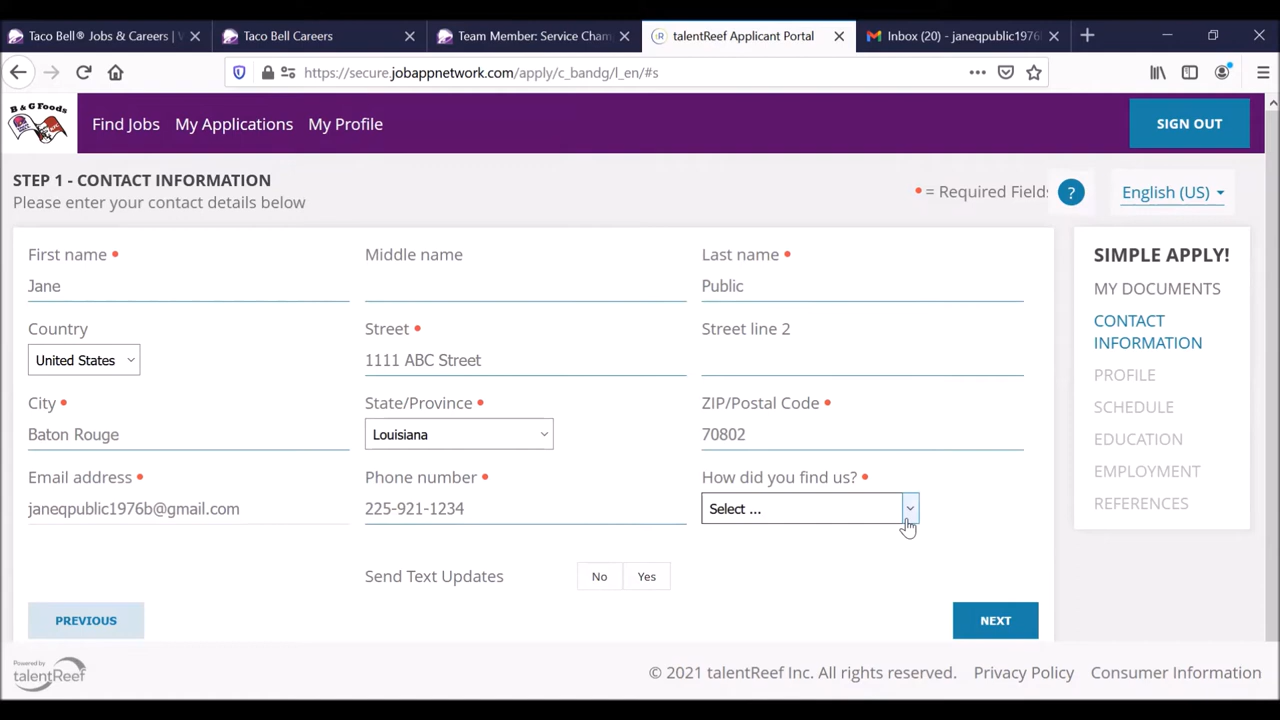 Taco Bell® Jobs & Careers | V
Taco Bell Careers
Team Member: Service Cham
talentReef Applicant Portal
Inbox (20) - janeqpublic1976b
https://secure.jobappnetwork.com/apply/c_bandg/l_en/#s
B & G Foods
Find Jobs My Applications My Profile
SIGN OUT
STEP 1 - CONTACT INFORMATION
Please enter your contact details below
• = Required Fields
?
English (US)
First name •
Middle name
Last name •
Jane
Public
Country
Street •
Street line 2
United States
1111 ABC Street
City •
State/Province •
ZIP/Postal Code •
Baton Rouge
Louisiana
70802
Email address •
Phone number •
How did you find us? •
janeqpublic1976b@gmail.com
225-921-1234
Select ...
Send Text Updates
No
Yes
PREVIOUS
NEXT
SIMPLE APPLY!
MY DOCUMENTS
CONTACT
INFORMATION
PROFILE
SCHEDULE
EDUCATION
EMPLOYMENT
REFERENCES
Powered by
talentReef
© 2021 talentReef Inc. All rights reserved. Privacy Policy Consumer Information